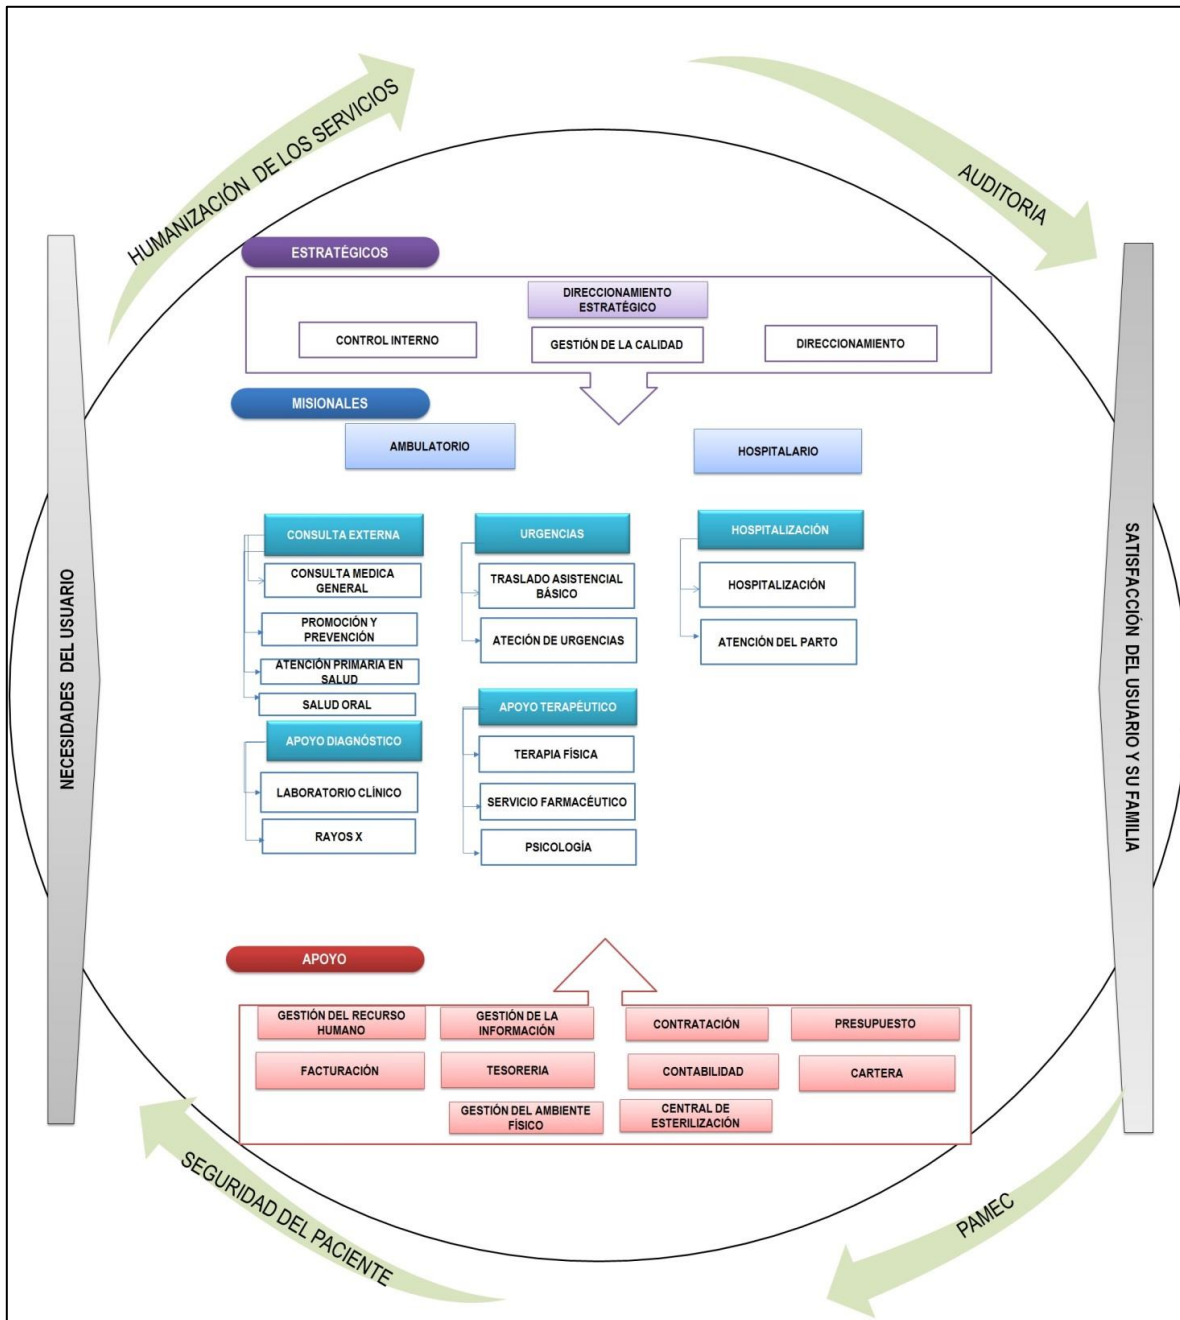 HUMANIZACIÓN DE LOS SERVICIOS
AUDITORIA
NECESIDADES DEL USUARIO
SATISFACCIÓN DEL USUARIO Y SU FAMILIA
ESTRATÉGICOS
DIRECCIONAMIENTO
ESTRATÉGICO
CONTROL INTERNO
GESTIÓN DE LA CALIDAD
DIRECCIONAMIENTO
MISIONALES
AMBULATORIO
HOSPITALARIO
CONSULTA EXTERNA
CONSULTA MEDICA
GENERAL
PROMOCIÓN Y
PREVENCIÓN
ATENCIÓN PRIMARIA EN
SALUD
SALUD ORAL
APOYO DIAGNÓSTICO
LABORATORIO CLÍNICO
RAYOS X
URGENCIAS
TRASLADO ASISTENCIAL
BÁSICO
ATECIÓN DE URGENCIAS
APOYO TERAPÉUTICO
TERAPIA FÍSICA
SERVICIO FARMACÉUTICO
PSICOLOGÍA
HOSPITALIZACIÓN
HOSPITALIZACIÓN
ATENCIÓN DEL PARTO
APOYO
GESTIÓN DEL RECURSO
HUMANO
GESTIÓN DE LA
INFORMACIÓN
CONTRATACIÓN
PRESUPUESTO
FACTURACIÓN
TESORERIA
CONTABILIDAD
CARTERA
GESTIÓN DEL AMBIENTE
FÍSICO
CENTRAL DE
ESTERILIZACIÓN
SEGURIDAD DEL PACIENTE
PAMEC